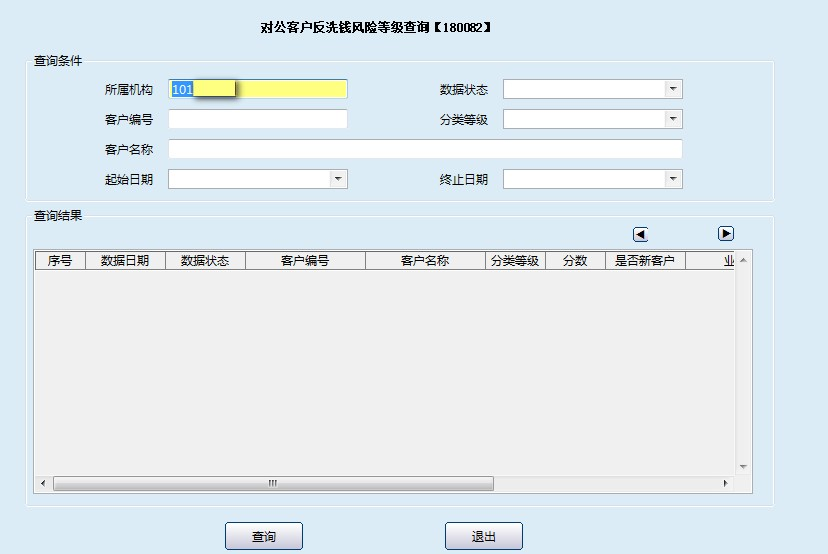 对公客户反洗钱风险等级查询【180082】
查询条件
所属机构 101 数据状态
客户编号 分类等级
客户名称
起始日期 终止日期
查询结果
序号 数据日期 数据状态 客户编号 客户名称 分类等级 分数 是否新客户 业
查询 退出